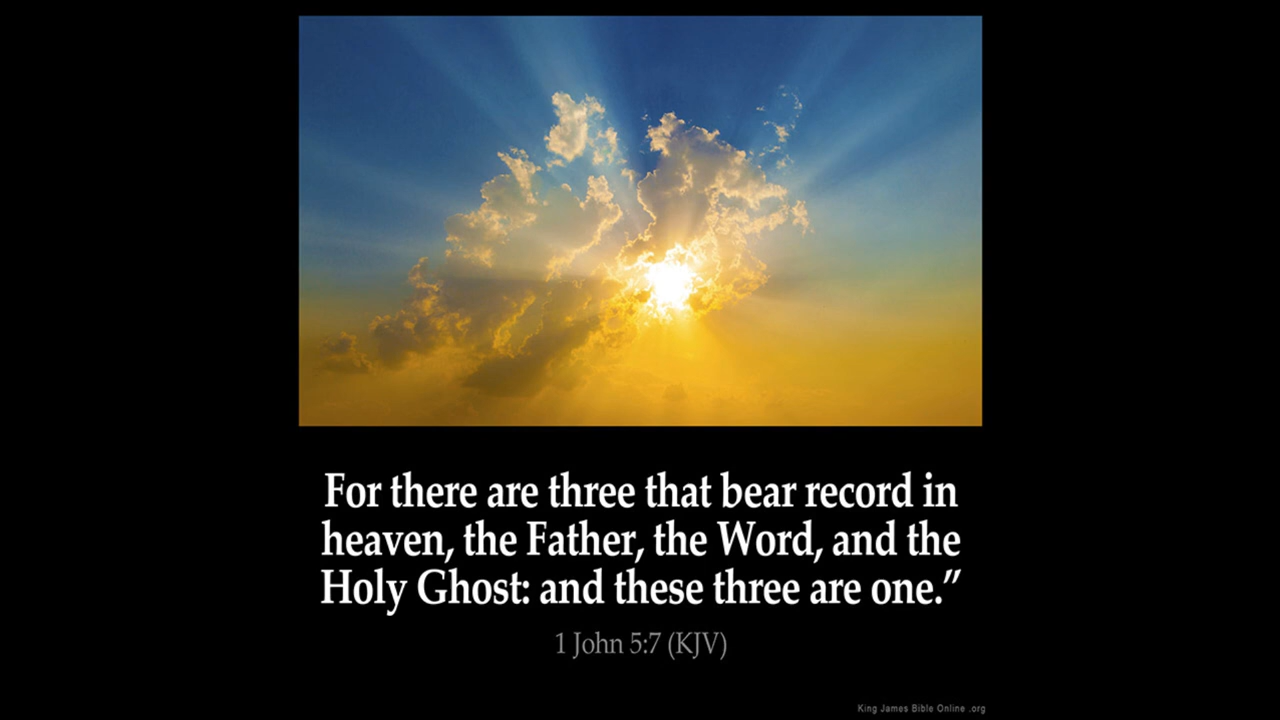 For there are three that bear record in
heaven, the Father, the Word, and the
Holy Ghost: and these three are one.”
1 John 5:7 (KJV)
King James Bible Online .org